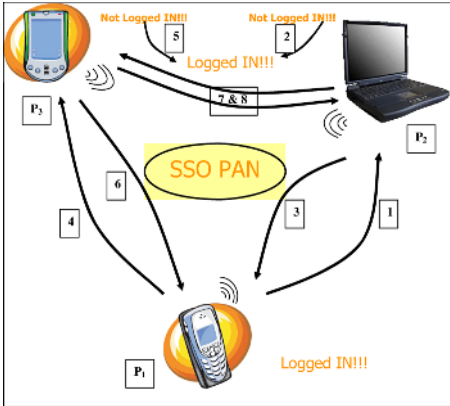 Not Logged IN!!! Not Logged IN!!!
5 2
Logged IN!!!
7 & 8
P3 P2
SSO PAN
6 3 1
4
P1 Logged IN!!!